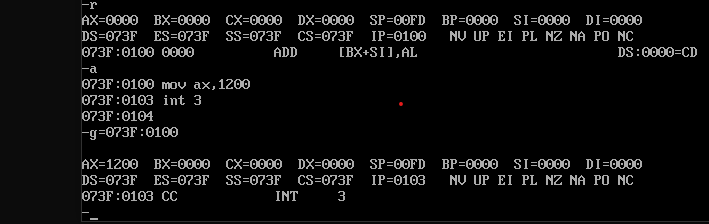 -r
AX=0000  BX=0000  CX=0000  DX=0000  SP=00FD  BP=0000  SI=0000  DI=0000
DS=073F  ES=073F  SS=073F  CS=073F  IP=0100   NV UP EI PL NZ NA PO NC
073F:0100 0000          ADD     [BX+SI],AL                         DS:0000=CD
-a
073F:0100 mov ax,1200
073F:0103 int 3
073F:0104
-g=073F:0100
AX=1200  BX=0000  CX=0000  DX=0000  SP=00FD  BP=0000  SI=0000  DI=0000
DS=073F  ES=073F  SS=073F  CS=073F  IP=0103   NV UP EI PL NZ NA PO NC
073F:0103 CC            INT     3
-_